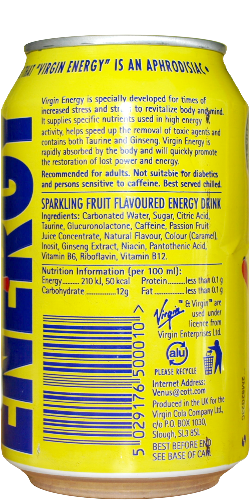 THAT "VIRGIN ENERGY" IS AN APHRODISIAC
ENERGY
Virgin Energy is specially developed for times of
increased stress and strain to revitalize body and mind.
It supplies specific nutrients used in high energy
activity, helps speed up the removal of toxic agents and
contains both Taurine and Ginseng. Virgin Energy is
rapidly absorbed by the body and will quickly promote
the restoration of lost power and energy.
Recommended for adults. Not suitable for diabetics
and persons sensitive to caffeine. Best served chilled.
SPARKLING FRUIT FLAVOURED ENERGY DRINK
Ingredients: Carbonated Water, Sugar, Citric Acid,
Taurine, Glucuronolactone, Caffeine, Passion Fruit
Juice Concentrate, Natural Flavour, Colour (Caramel),
Inosit, Ginseng Extract, Niacin, Pantothenic Acid,
Vitamin B6, Riboflavin, Vitamin B12.
Nutrition Information (per 100 ml):
Energy.......... 210 kJ, 50 kcal Protein............less than 0.1 g
Carbohydrate..............12g Fat ...................less than 0.1 g
Virgin & Virgin™ are
used under
licence from
Virgin Enterprises Ltd.
alu
PLEASE RECYCLE
Internet Address:
Venus@cott.com
Produced in the UK for the
Virgin Cola Company Ltd,
c/o P.O. BOX 1030,
Slough, SL3 8SL
BEST BEFORE END
SEE BASE OF CAN
5 029176 500010 >